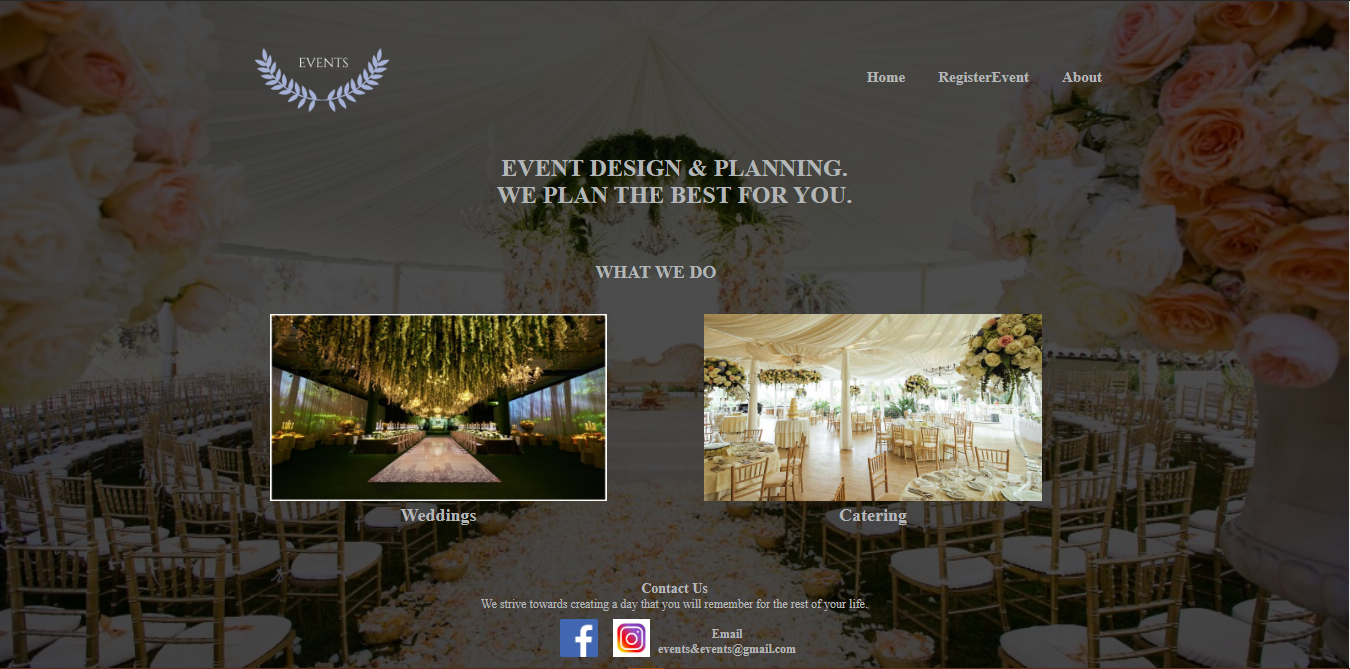 EVENTS
Home RegisterEvent About
EVENT DESIGN & PLANNING.
WE PLAN THE BEST FOR YOU.
WHAT WE DO
Weddings Catering
Contact Us
We strive towards creating a day that you will remember for the rest of your life.
Email
events&events@gmail.com